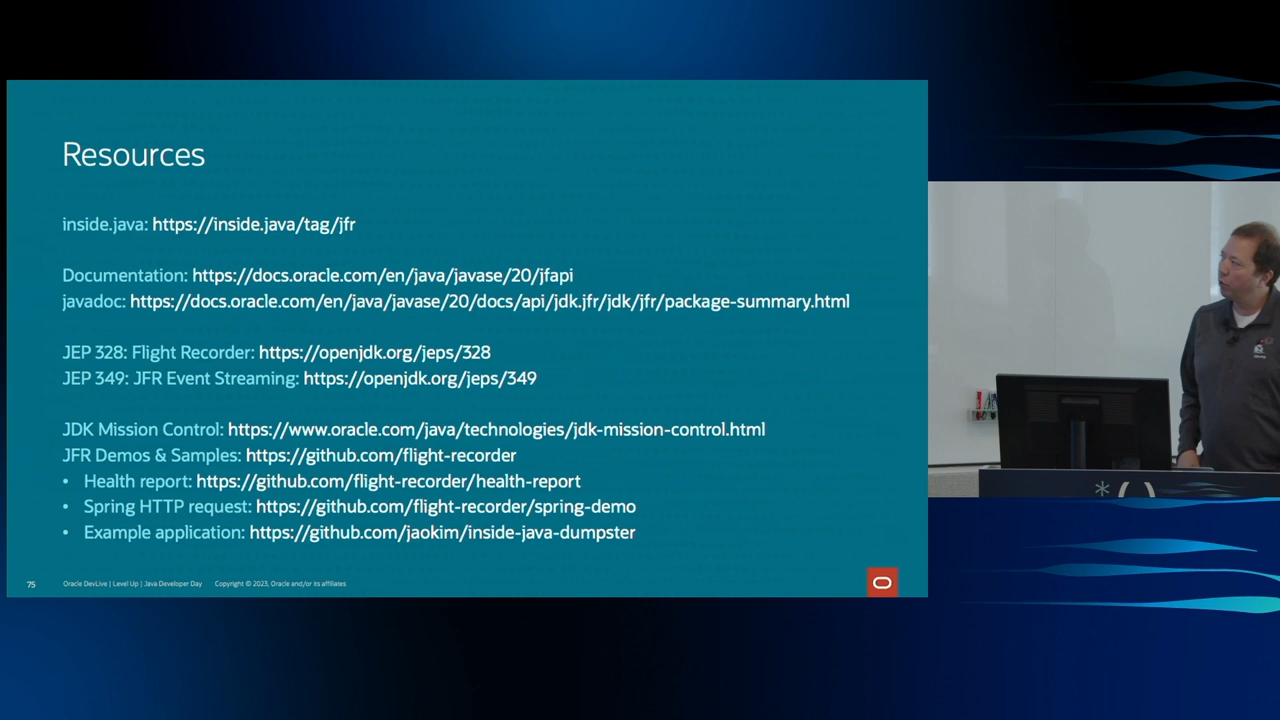 Resources
inside.java: https://inside.java/tag/jfr
Documentation: https://docs.oracle.com/en/java/javase/20/jfapi
javadoc: https://docs.oracle.com/en/java/javase/20/docs/api/jdk.jfr/jdk/jfr/package-summary.html
JEP 328: Flight Recorder: https://openjdk.org/jeps/328
JEP 349: JFR Event Streaming: https://openjdk.org/jeps/349
JDK Mission Control: https://www.oracle.com/java/technologies/jdk-mission-control.html
JFR Demos & Samples: https://github.com/flight-recorder
• Health report: https://github.com/flight-recorder/health-report
• Spring HTTP request: https://github.com/flight-recorder/spring-demo
• Example application: https://github.com/jaokim/inside-java-dumpster
75 Oracle DevLive | Level Up | Java Developer Day Copyright © 2023, Oracle and/or its affiliates